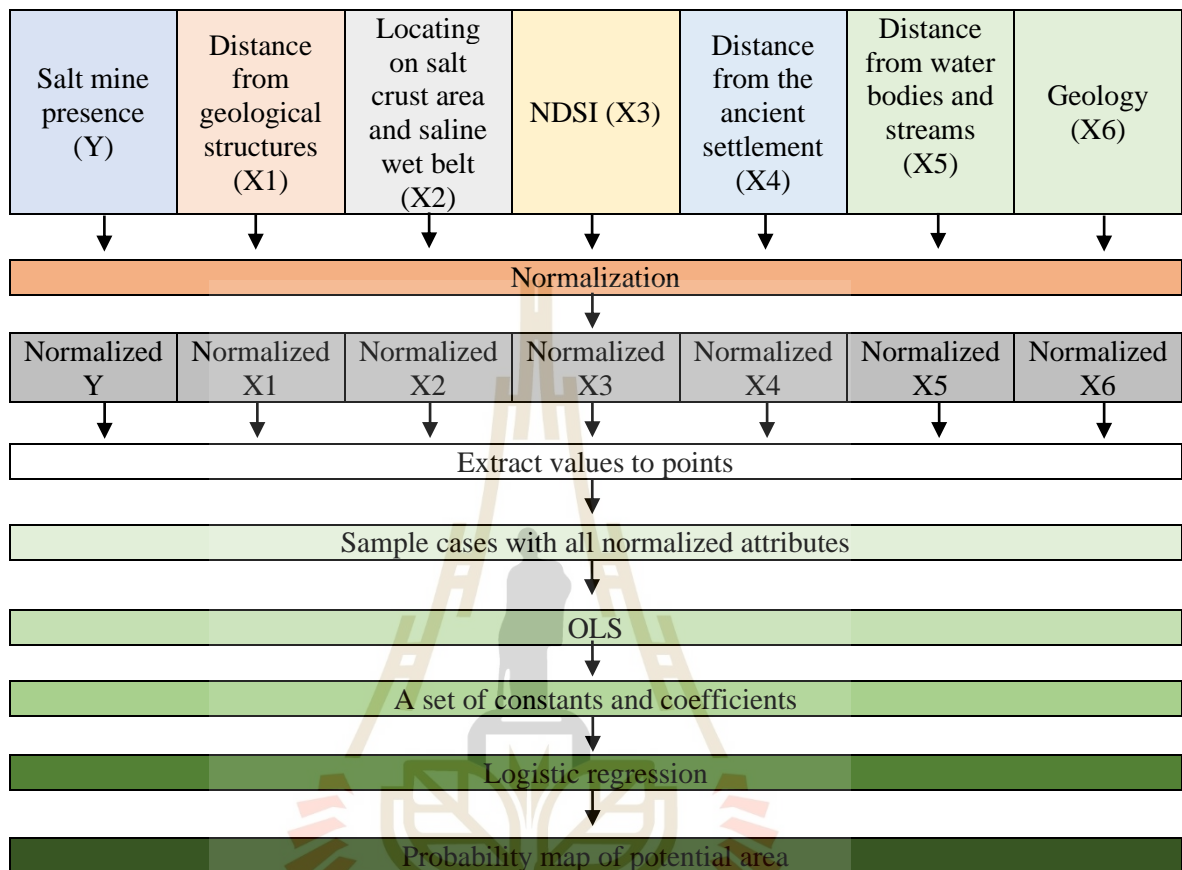 Salt mine
presence
(Y)
Distance
from
geological
structures
(X1)
Locating
on salt
crust area
and saline
wet belt
(X2)
NDSI (X3)
Distance
from the
ancient
settlement
(X4)
Distance
from water
bodies and
streams
(X5)
Geology
(X6)
Normalization
Normalized
Y
Normalized
X1
Normalized
X2
Normalized
X3
Normalized
X4
Normalized
X5
Normalized
X6
Extract values to points
Sample cases with all normalized attributes
OLS
A set of constants and coefficients
Logistic regression
Probability map of potential area